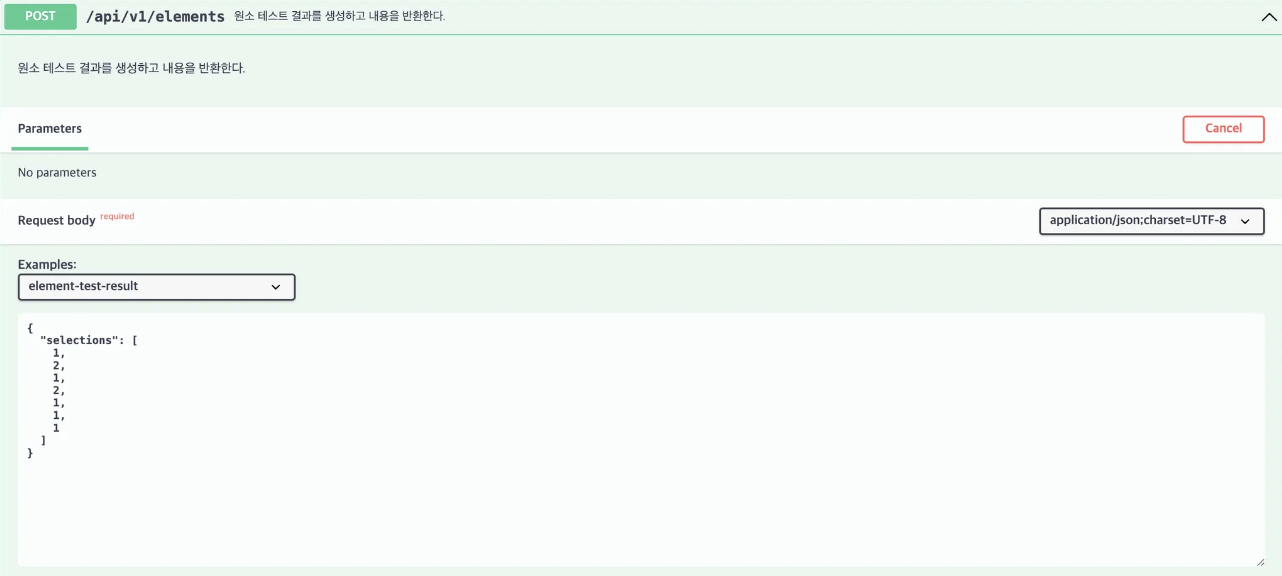 POST /api/v1/elements 원소 테스트 결과를 생성하고 내용을 반환한다.
원소 테스트 결과를 생성하고 내용을 반환한다.
Parameters
Cancel
No parameters
Request body required
application/json;charset=UTF-8
Examples:
element-test-result
{
"selections": [
1,
2,
1,
2,
1,
1,
1
]
}